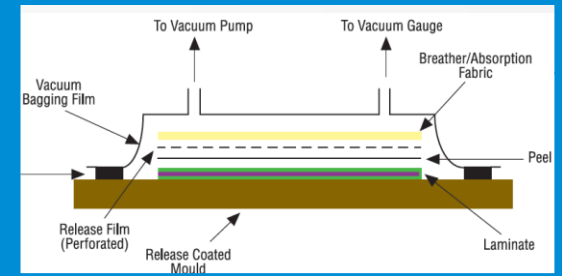 To Vacuum Pump
To Vacuum Gauge
Breather/Absorption
Fabric
Vacuum
Bagging Film
Peel
Release Film
(Perforated)
Laminate
Release Coated
Mould